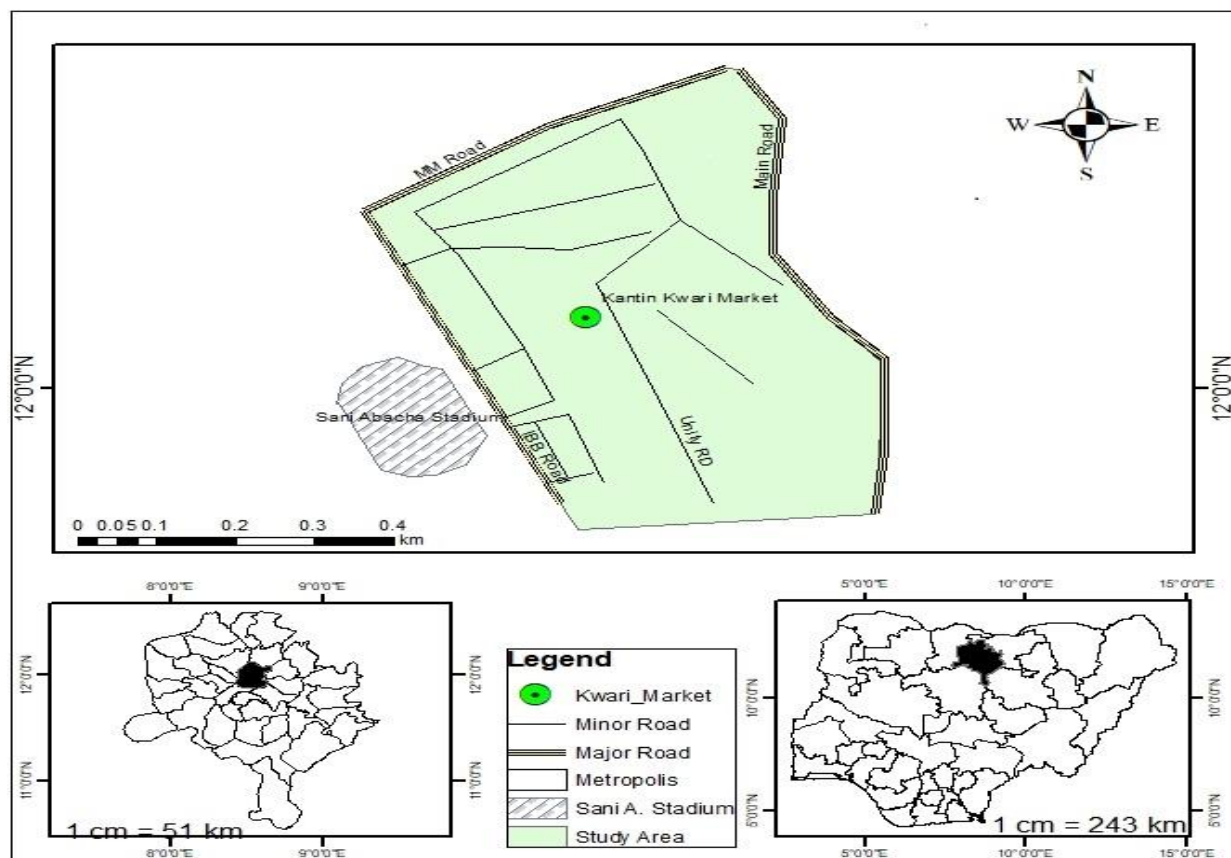 N
W E
S
MM Road
Main Road
Kantin Kwari Market
12°0'0"N
12°0'0"N
Sani Abacha Stadium
IBB Road
Unity RD
0 0.05 0.1 0.2 0.3 0.4
km
8°0'0"E 9°0'0"E
12°0'0"N
12°0'0"N
11°0'0"N
11°0'0"N
1 cm = 51 km
8°0'0"E 9°0'0"E
Legend
Kwari_Market
Minor Road
Major Road
Metropolis
Sani A. Stadium
Study Area
5°0'0"E 10°0'0"E 15°0'0"E
10°0'0"N
10°0'0"N
5°0'0"N
5°0'0"N
1 cm = 243 km
5°0'0"E 10°0'0"E 15°0'0"E